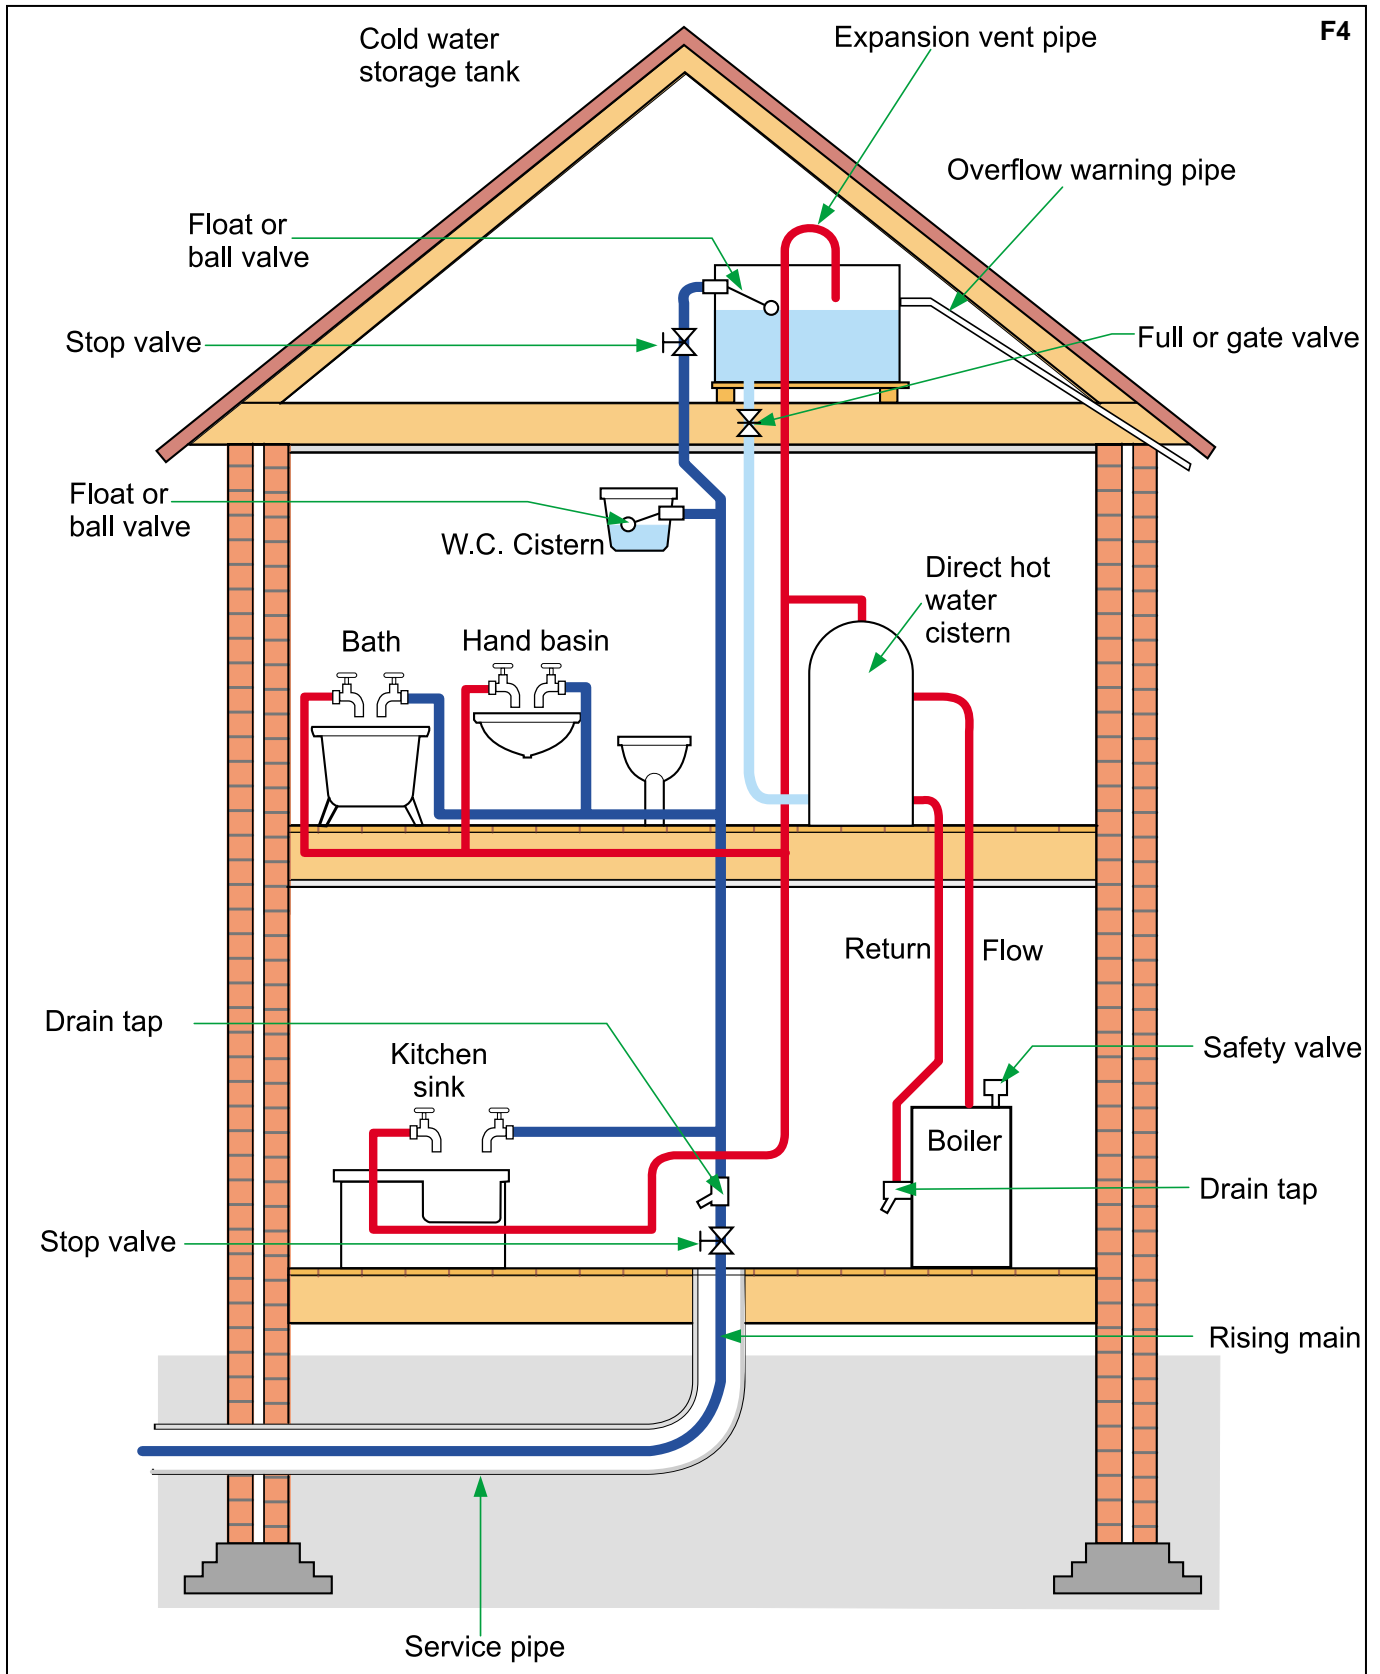 F4
Cold water
storage tank
Expansion vent pipe
Overflow warning pipe
Float or
ball valve
Stop valve
Full or gate valve
Float or
ball valve
W.C. Cistern
Direct hot
water
cistern
Bath
Hand basin
Return
Flow
Drain tap
Kitchen
sink
Safety valve
Boiler
Drain tap
Stop valve
Rising main
Service pipe